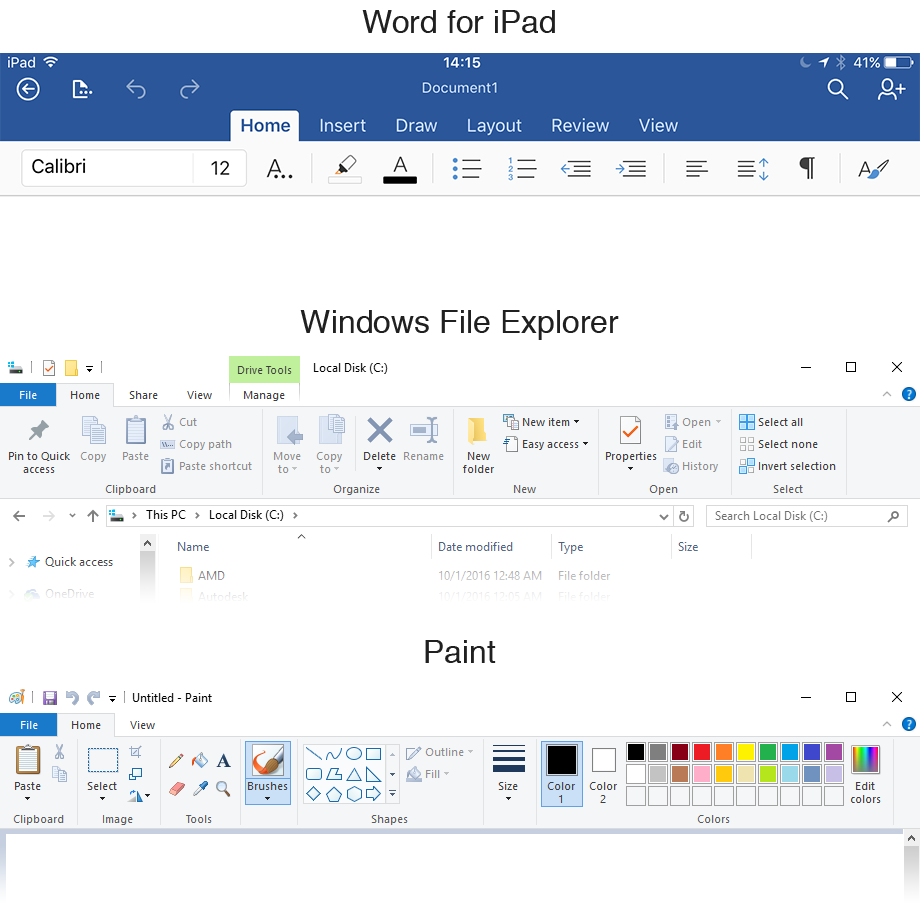 Word for iPad
iPad 14:15 41%
Document1
Home Insert Draw Layout Review View
Calibri 12 A.. A 1 2 3 ¶ A
Windows File Explorer
Drive Tools Local Disk (C:)
File Home Share View Manage ?
Pin to Quick access Copy Paste Cut Copy path Paste shortcut
Move to Copy to Delete Rename
New folder New item Easy access
Properties Open Edit History
Select all Select none Invert selection
Clipboard Organize New Open Select
This PC Local Disk (C:) Search Local Disk (C:)
Name Date modified Type Size
Quick access
AMD 10/1/2016 12:48 AM File folder
OneDrive
Autodesk 10/1/2016 12:05 AM File folder
Paint
Untitled - Paint
File Home View ?
Paste Select A Brushes Outline Fill Size Color 1 Color 2 Edit colors
Clipboard Image Tools Shapes Colors